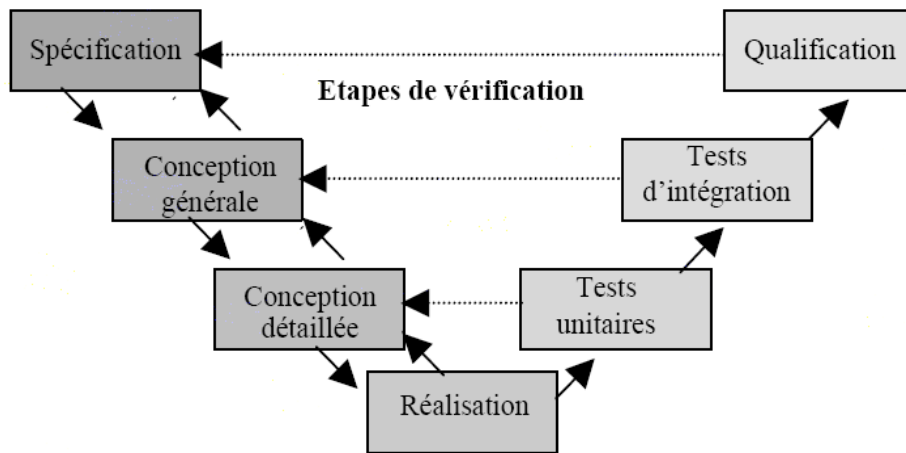 Spécification
Qualification
Etapes de vérification
Conception
générale
Tests
d’intégration
Conception
détaillée
Tests
unitaires
Réalisation